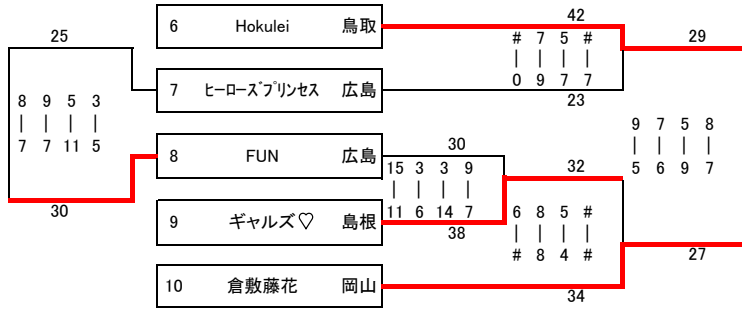 42
6 Hokulei 鳥取
25
# 7 5 #
| | | |
0 9 7 7
29
7 ヒーローズプリンセス 広島
23
8 9 5 3
| | | |
7 7 11 5
9 7 5 8
| | | |
5 6 9 7
8 FUN 広島
30
15 3 3 9
| | | |
11 6 14 7
32
30
9 ギャルズ♡ 島根
38
6 8 5 #
| | | |
# 8 4 #
27
10 倉敷藤花 岡山
34